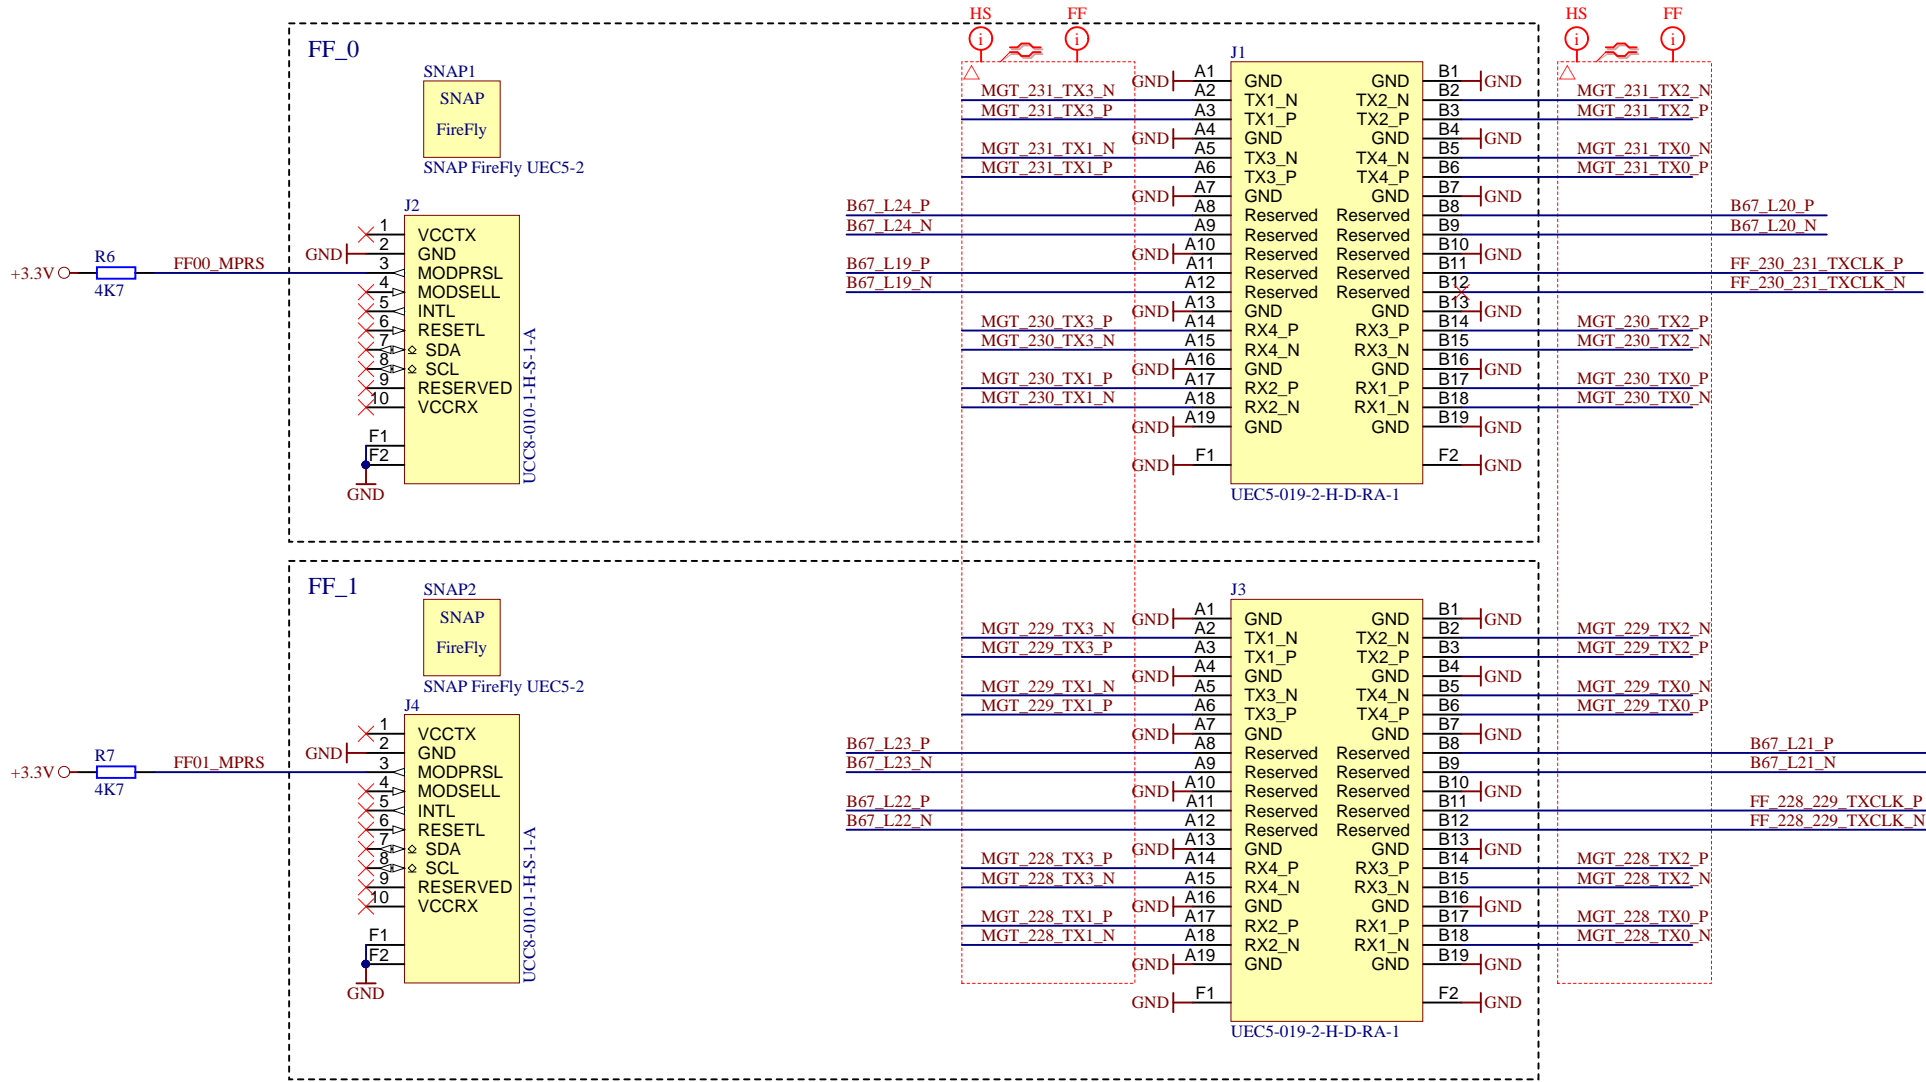 HS FF HS FF
FF_0
SNAP1
SNAP
FireFly
SNAP FireFly UEC5-2
J2
1 VCCTX
GND 2 GND
+3.3V R6 4K7 FF00_MPRS 3 MODPRSL
4 MODSELL
5 INTL
6 RESETL
7 SDA
8 SCL
9 RESERVED
10 VCCRX
F1
F2
GND
UCC8-010-1-H-S-1-A
J1
GND A1 GND GND B1 GND
MGT_231_TX3_N A2 TX1_N TX2_N B2 MGT_231_TX2_N
MGT_231_TX3_P A3 TX1_P TX2_P B3 MGT_231_TX2_P
GND A4 GND GND B4 GND
MGT_231_TX1_N A5 TX3_N TX4_N B5 MGT_231_TX0_N
MGT_231_TX1_P A6 TX3_P TX4_P B6 MGT_231_TX0_P
GND A7 GND GND B7 GND
B67_L24_P A8 Reserved Reserved B8 B67_L20_P
B67_L24_N A9 Reserved Reserved B9 B67_L20_N
GND A10 Reserved Reserved B10 GND
B67_L19_P A11 Reserved Reserved B11 FF_230_231_TXCLK_P
B67_L19_N A12 Reserved Reserved B12 FF_230_231_TXCLK_N
GND A13 GND GND B13 GND
MGT_230_TX3_P A14 RX4_P RX3_P B14 MGT_230_TX2_P
MGT_230_TX3_N A15 RX4_N RX3_N B15 MGT_230_TX2_N
GND A16 GND GND B16 GND
MGT_230_TX1_P A17 RX2_P RX1_P B17 MGT_230_TX0_P
MGT_230_TX1_N A18 RX2_N RX1_N B18 MGT_230_TX0_N
GND A19 GND GND B19 GND
GND F1 F2 GND
UEC5-019-2-H-D-RA-1
FF_1
SNAP2
SNAP
FireFly
SNAP FireFly UEC5-2
J4
1 VCCTX
GND 2 GND
+3.3V R7 4K7 FF01_MPRS 3 MODPRSL
4 MODSELL
5 INTL
6 RESETL
7 SDA
8 SCL
9 RESERVED
10 VCCRX
F1
F2
GND
UCC8-010-1-H-S-1-A
J3
GND A1 GND GND B1 GND
MGT_229_TX3_N A2 TX1_N TX2_N B2 MGT_229_TX2_N
MGT_229_TX3_P A3 TX1_P TX2_P B3 MGT_229_TX2_P
GND A4 GND GND B4 GND
MGT_229_TX1_N A5 TX3_N TX4_N B5 MGT_229_TX0_N
MGT_229_TX1_P A6 TX3_P TX4_P B6 MGT_229_TX0_P
GND A7 GND GND B7 GND
B67_L23_P A8 Reserved Reserved B8 B67_L21_P
B67_L23_N A9 Reserved Reserved B9 B67_L21_N
GND A10 Reserved Reserved B10 GND
B67_L22_P A11 Reserved Reserved B11 FF_228_229_TXCLK_P
B67_L22_N A12 Reserved Reserved B12 FF_228_229_TXCLK_N
GND A13 GND GND B13 GND
MGT_228_TX3_P A14 RX4_P RX3_P B14 MGT_228_TX2_P
MGT_228_TX3_N A15 RX4_N RX3_N B15 MGT_228_TX2_N
GND A16 GND GND B16 GND
MGT_228_TX1_P A17 RX2_P RX1_P B17 MGT_228_TX0_P
MGT_228_TX1_N A18 RX2_N RX1_N B18 MGT_228_TX0_N
GND A19 GND GND B19 GND
GND F1 F2 GND
UEC5-019-2-H-D-RA-1